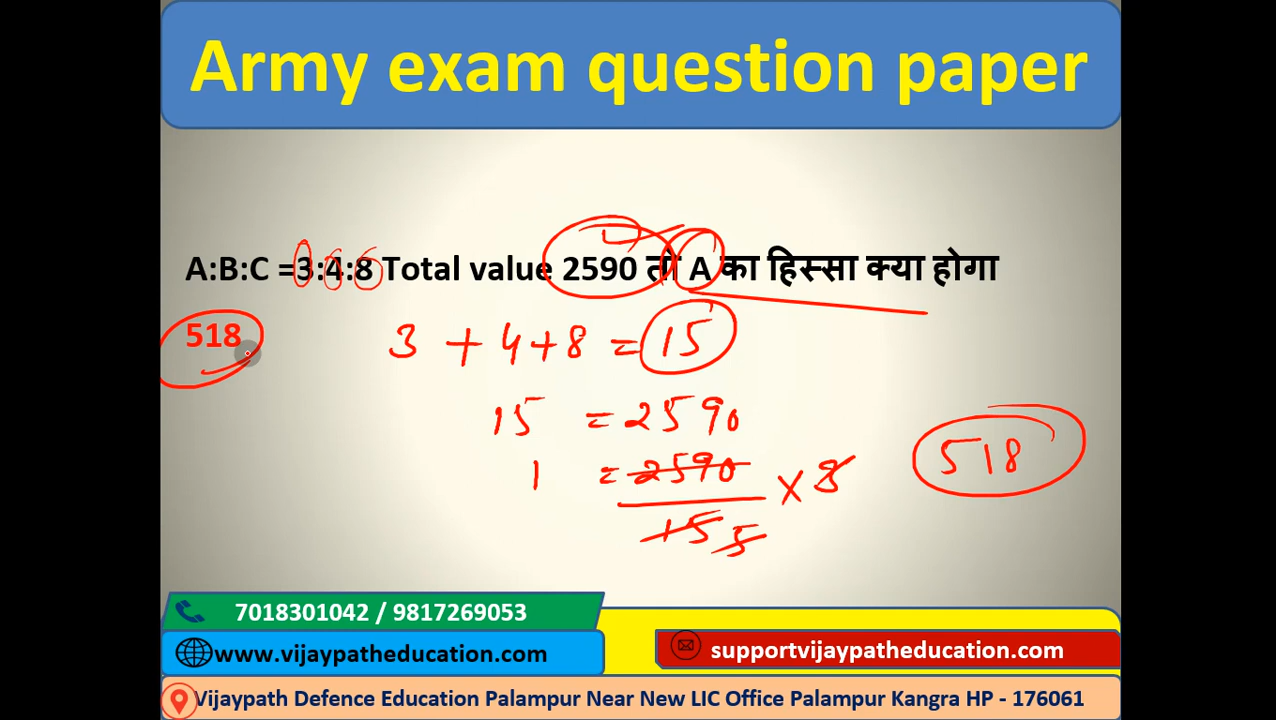 Army exam question paper
A:B:C =3:4:8 Total value 2590 तो A का हिस्सा क्या होगा
518
3 + 4 + 8 = 15
15 = 2590
1 = 2590 × 3
15 5
518
7018301042 / 9817269053
www.vijaypatheducation.com
supportvijaypatheducation.com
Vijaypath Defence Education Palampur Near New LIC Office Palampur Kangra HP - 176061